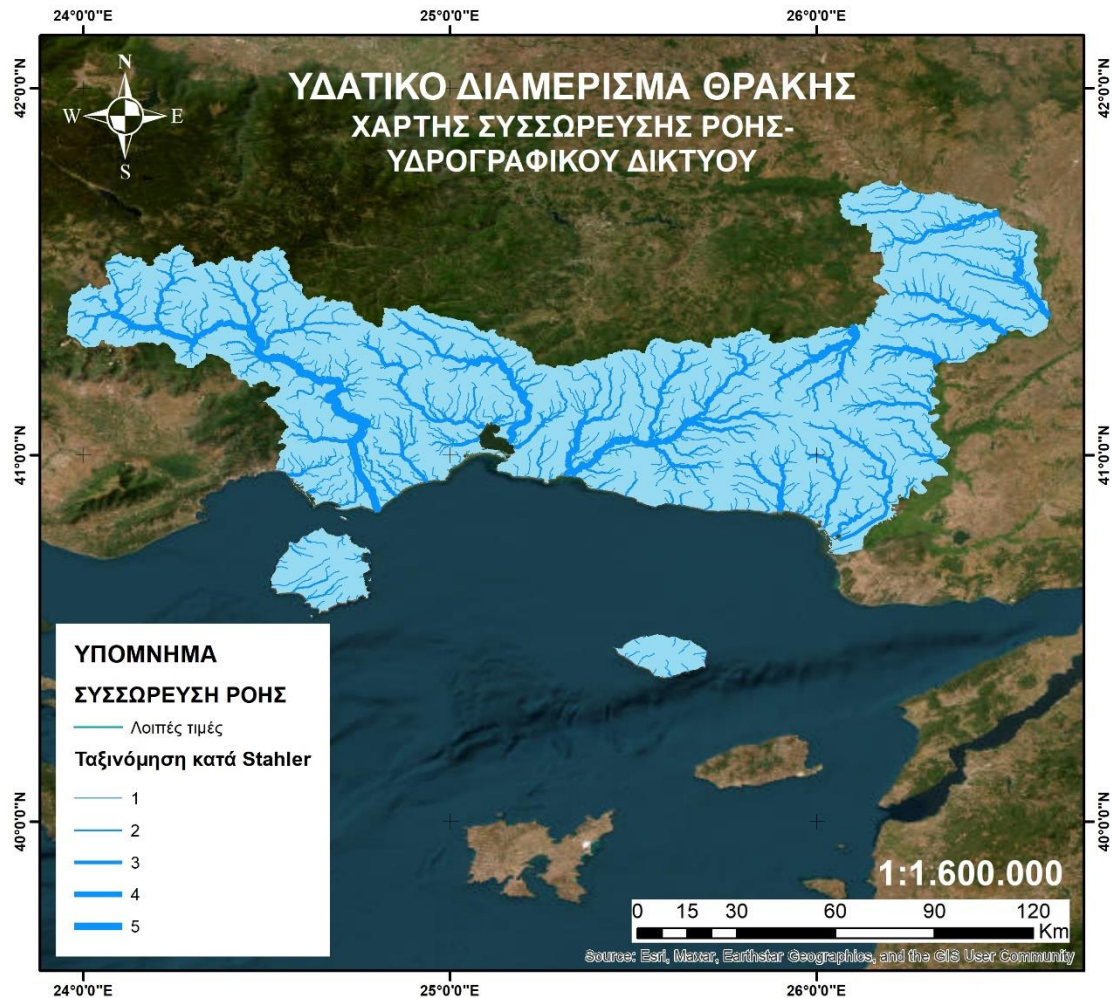 24°0'0"E 25°0'0"E 26°0'0"E
42°0'0"N 42°0'0"N
N
W E
S
ΥΔΑΤΙΚΟ ΔΙΑΜΕΡΙΣΜΑ ΘΡΑΚΗΣ
ΧΑΡΤΗΣ ΣΥΣΣΩΡΕΥΣΗΣ ΡΟΗΣ-
ΥΔΡΟΓΡΑΦΙΚΟΥ ΔΙΚΤΥΟΥ
41°0'0"N 41°0'0"N
ΥΠΟΜΝΗΜΑ
ΣΥΣΣΩΡΕΥΣΗ ΡΟΗΣ
Λοιπές τιμές
Ταξινόμηση κατά Stahler
1
2
3
4
5
40°0'0"N 40°0'0"N
1:1.600.000
0 15 30 60 90 120
Km
Source: Esri, Maxar, Earthstar Geographics, and the GIS User Community
24°0'0"E 25°0'0"E 26°0'0"E